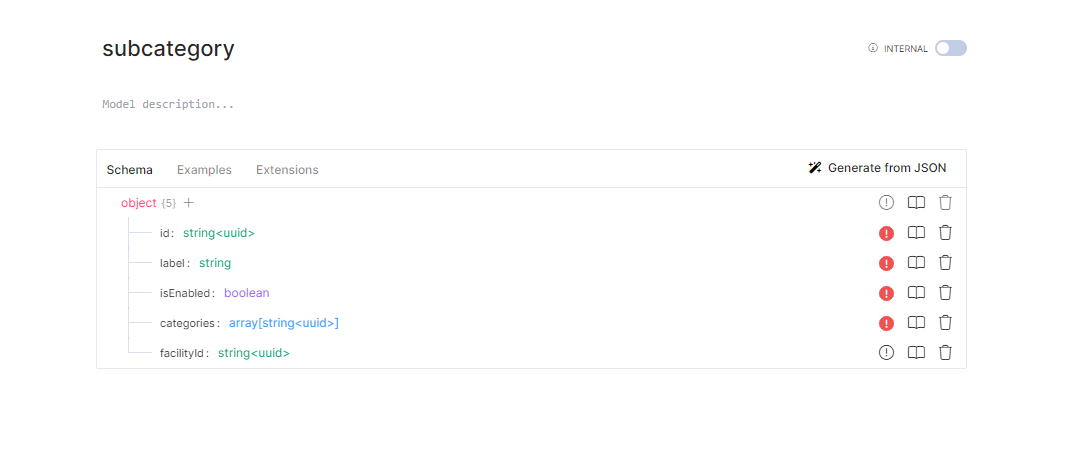 subcategory
INTERNAL
Model description...
Schema Examples Extensions Generate from JSON
object {5} +
id: string<uuid>
label: string
isEnabled: boolean
categories: array[string<uuid>]
facilityId: string<uuid>